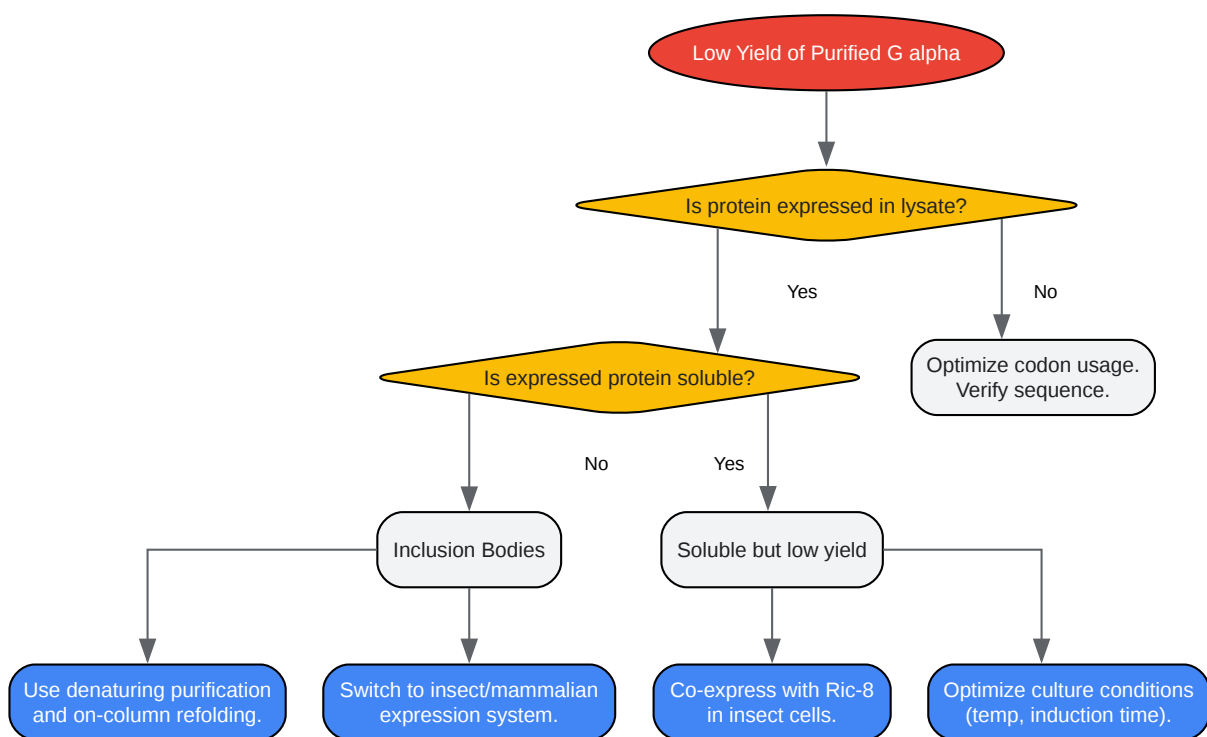 Low Yield of Purified G alpha
Is protein expressed in lysate?
Yes
No
Optimize codon usage.
Verify sequence.
Is expressed protein soluble?
No
Yes
Inclusion Bodies
Soluble but low yield
Use denaturing purification
and on-column refolding.
Switch to insect/mammalian
expression system.
Co-express with Ric-8
in insect cells.
Optimize culture conditions
(temp, induction time).